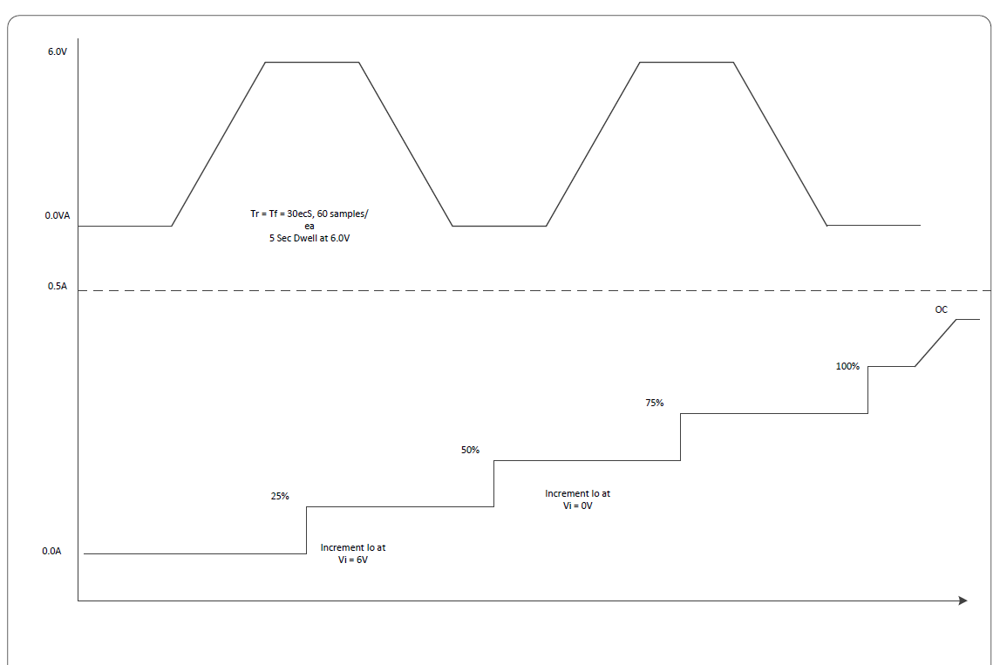 6.0V
0.0VA
Tr = Tf = 30ecS, 60 samples/
ea
5 Sec Dwell at 6.0V
0.5A
OC
100%
75%
50%
25%
Increment Io at
Vi = 0V
0.0A
Increment Io at
Vi = 6V